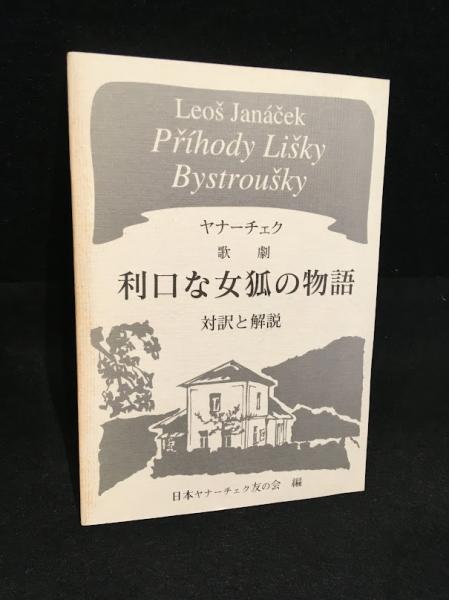 Leoš Janáček
Příhody Lišky
Bystroušky
ヤナーチェク
歌 劇
利口な女狐の物語
対訳と解説
日本ヤナーチェク友の会 編